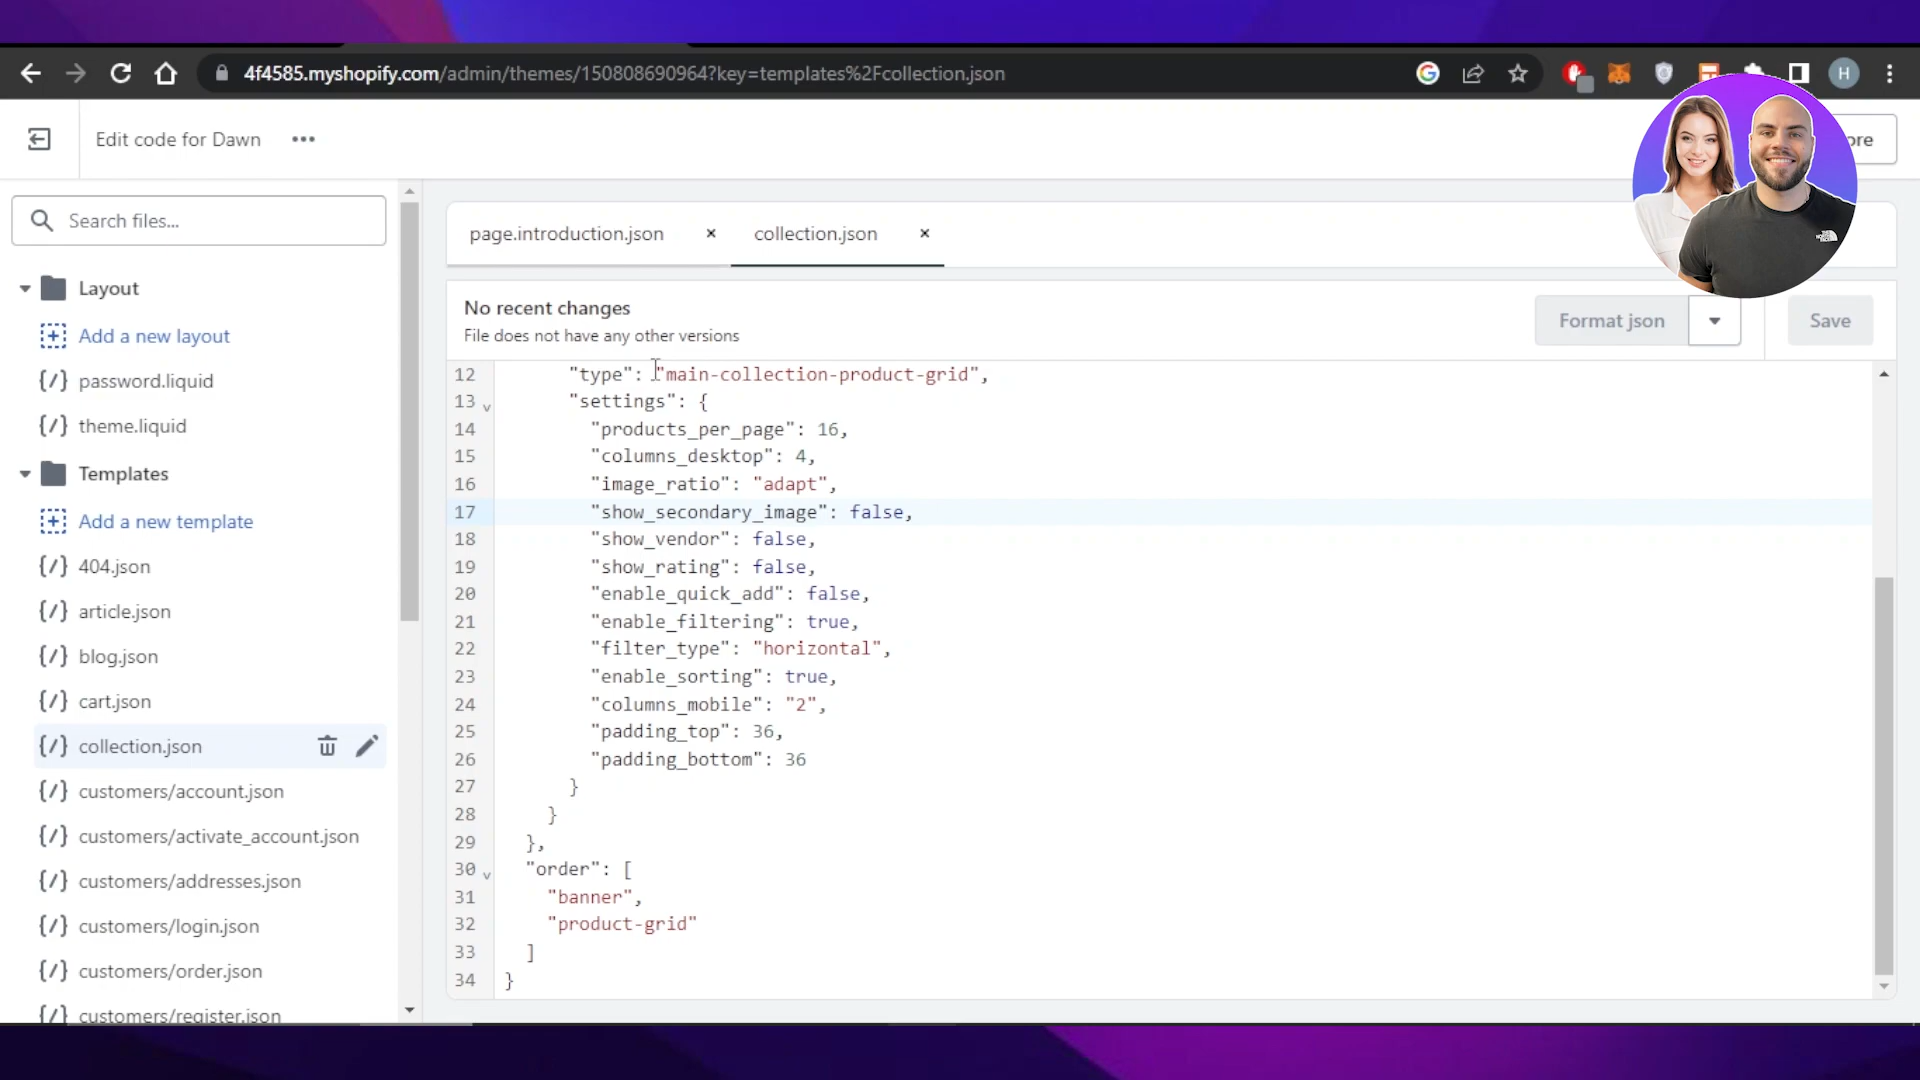 4f4585.myshopify.com/admin/themes/150808690964?key=templates%2Fcollection.json
H
Edit code for Dawn
ore
Search files...
Layout
Add a new layout
{/} password.liquid
{/} theme.liquid
Templates
Add a new template
{/} 404.json
{/} article.json
{/} blog.json
{/} cart.json
{/} collection.json
{/} customers/account.json
{/} customers/activate_account.json
{/} customers/addresses.json
{/} customers/login.json
{/} customers/order.json
{/} customers/register.json
page.introduction.json × collection.json ×
No recent changes
File does not have any other versions
Format json
Save
12 "type": "main-collection-product-grid",
13 "settings": {
14 "products_per_page": 16,
15 "columns_desktop": 4,
16 "image_ratio": "adapt",
17 "show_secondary_image": false,
18 "show_vendor": false,
19 "show_rating": false,
20 "enable_quick_add": false,
21 "enable_filtering": true,
22 "filter_type": "horizontal",
23 "enable_sorting": true,
24 "columns_mobile": "2",
25 "padding_top": 36,
26 "padding_bottom": 36
27 }
28 }
29 },
30 "order": [
31 "banner",
32 "product-grid"
33 ]
34 }